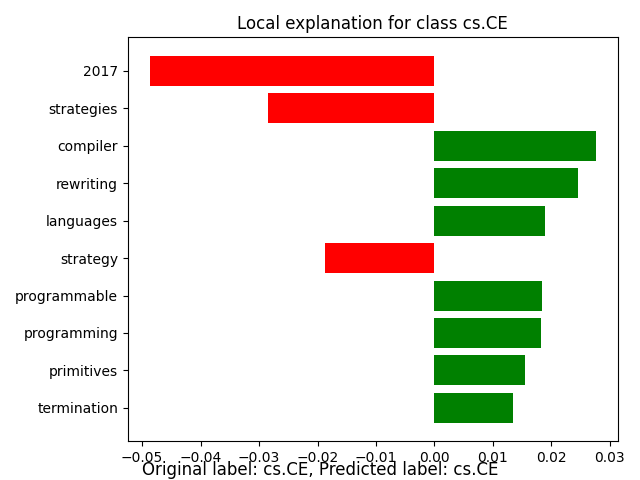 Local explanation for class cs.CE
2017
strategies
compiler
rewriting
languages
strategy
programmable
programming
primitives
termination
−0.05 −0.04 −0.03 −0.02 −0.01 0.00 0.01 0.02 0.03
Original label: cs.CE, Predicted label: cs.CE